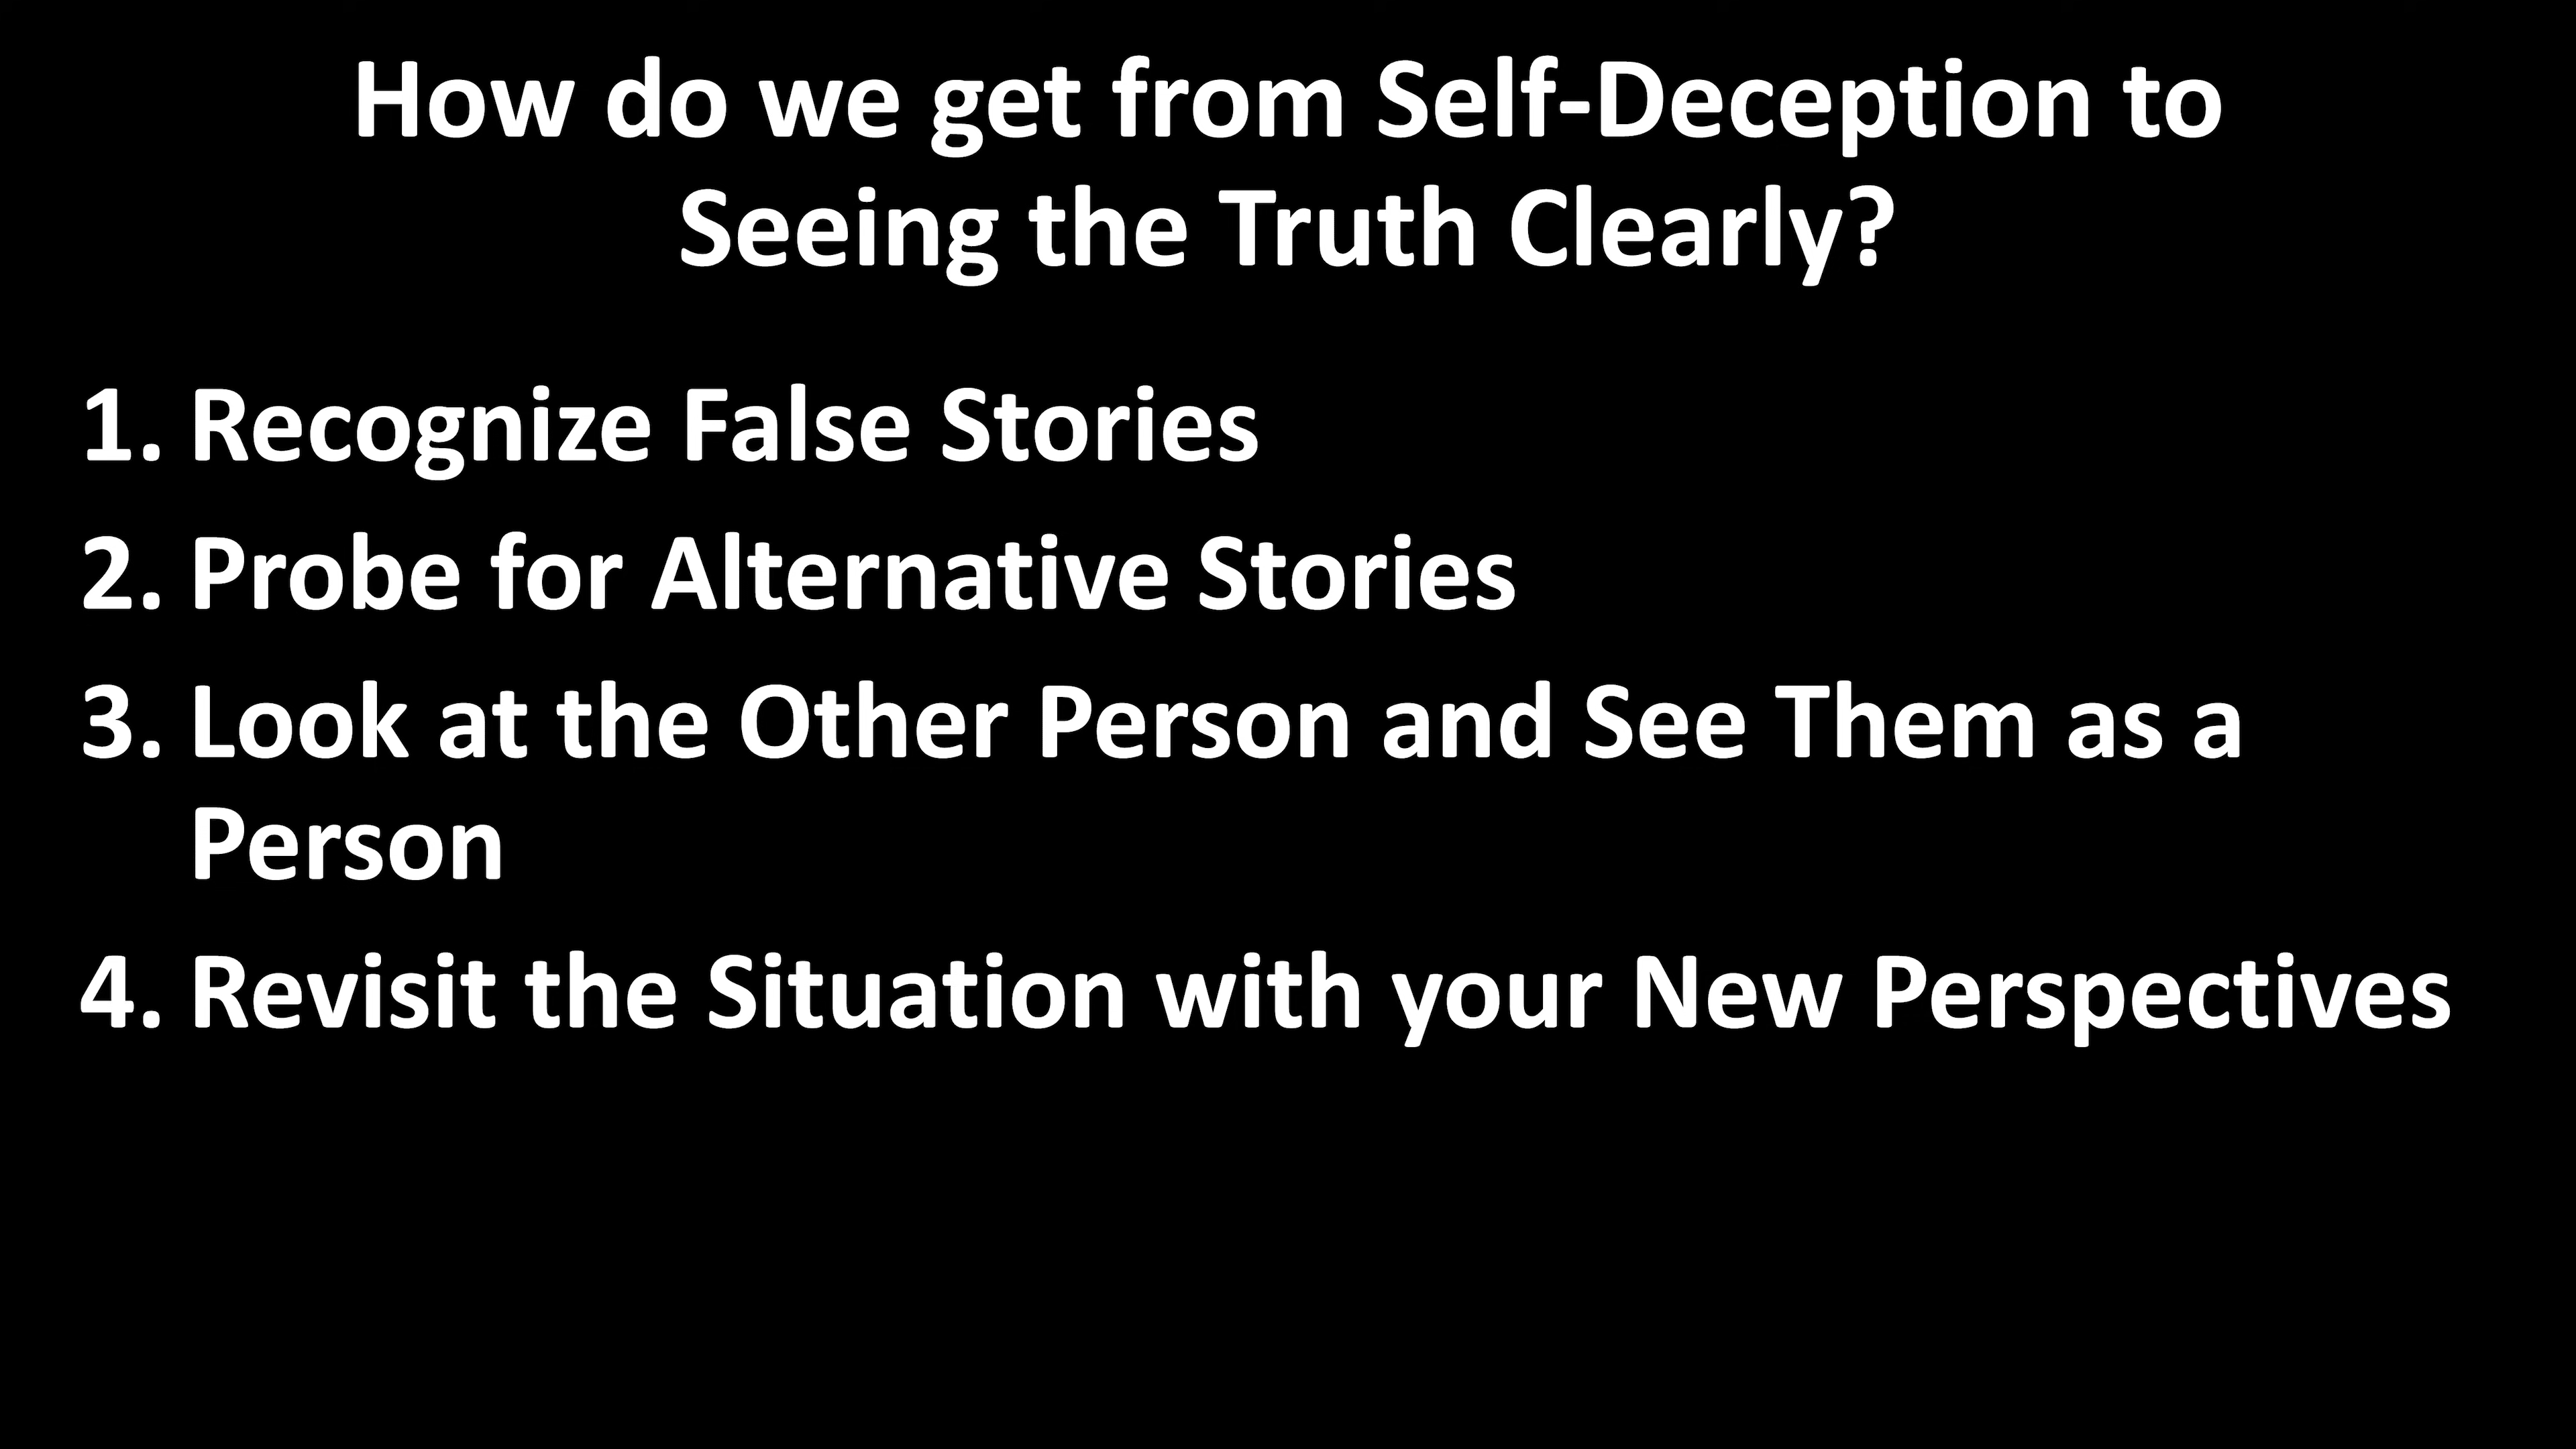 How do we get from Self-Deception to
Seeing the Truth Clearly?
1. Recognize False Stories
2. Probe for Alternative Stories
3. Look at the Other Person and See Them as a
Person
4. Revisit the Situation with your New Perspectives